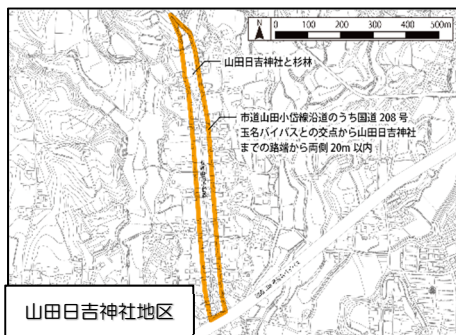 N
0 100 200 300 400 500m
山田日吉神社と杉林
市道山田小岱線沿道のうち国道 208 号
玉名バイパスとの交点から山田日吉神社
までの路端から両側 20m 以内
山田日吉神社地区